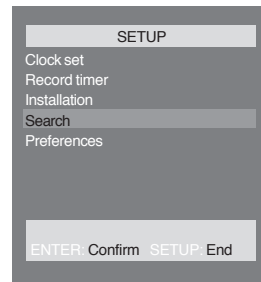 SETUP
Clock set
Record timer
Installation
Search
Preferences
ENTER: Confirm SETUP: End